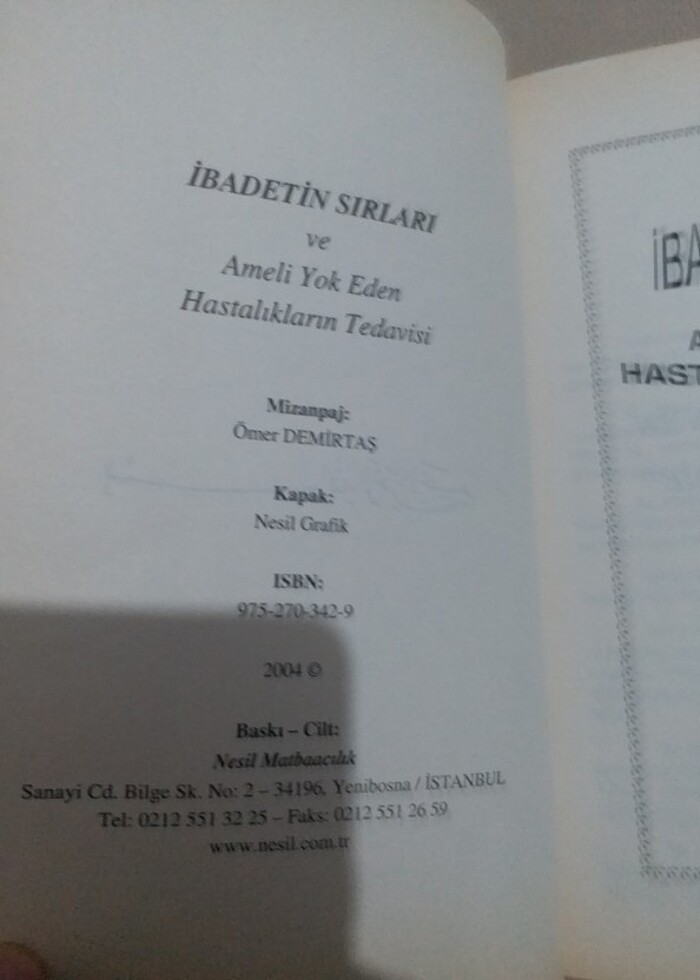 İBADETİN SIRLARI
ve
Ameli Yok Eden
Hastalıkların Tedavisi
Mizanpaj:
Ömer DEMİRTAŞ
Kapak:
Nesil Grafik
ISBN:
975-270-342-9
2004 ©
Baskı – Cilt:
Nesil Matbaacılık
Sanayi Cd. Bilge Sk. No: 2 – 34196, Yenibosna / İSTANBUL
Tel: 0212 551 32 25 – Faks: 0212 551 26 59
www.nesil.com.tr
İBA
A
HAST